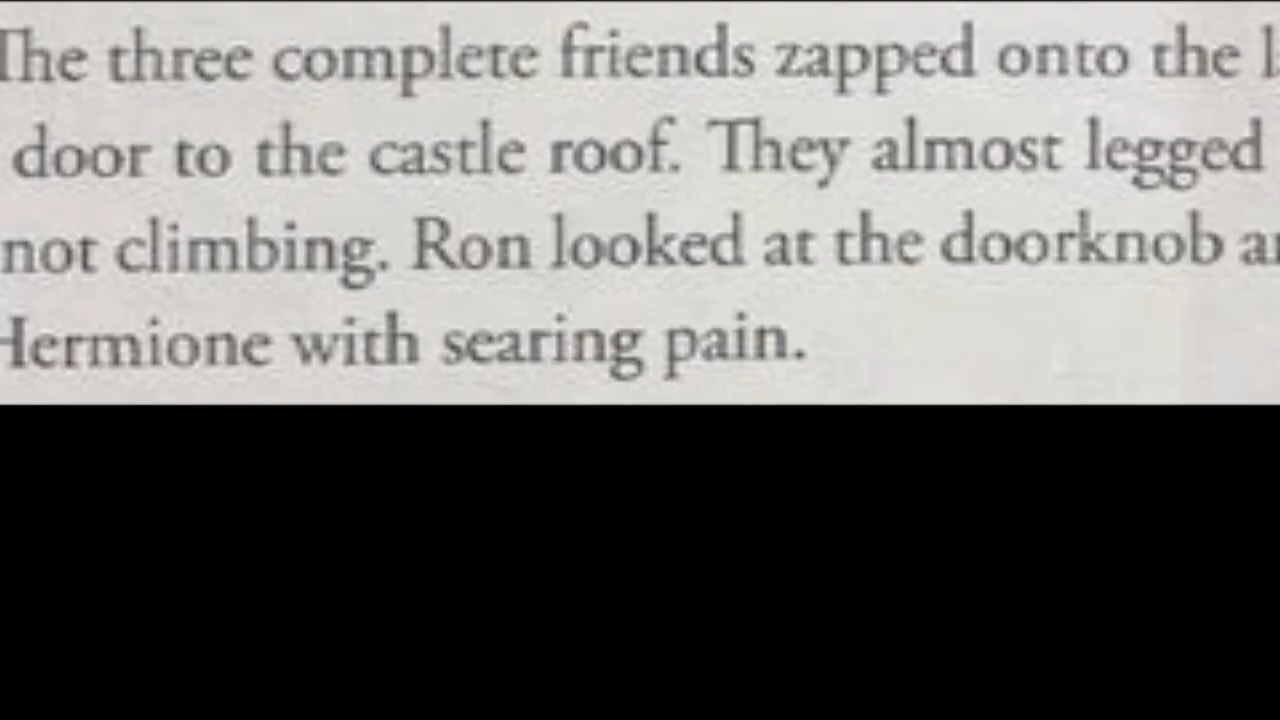 The three complete friends zapped onto the
door to the castle roof. They almost legged
not climbing. Ron looked at the doorknob
Hermione with searing pain.